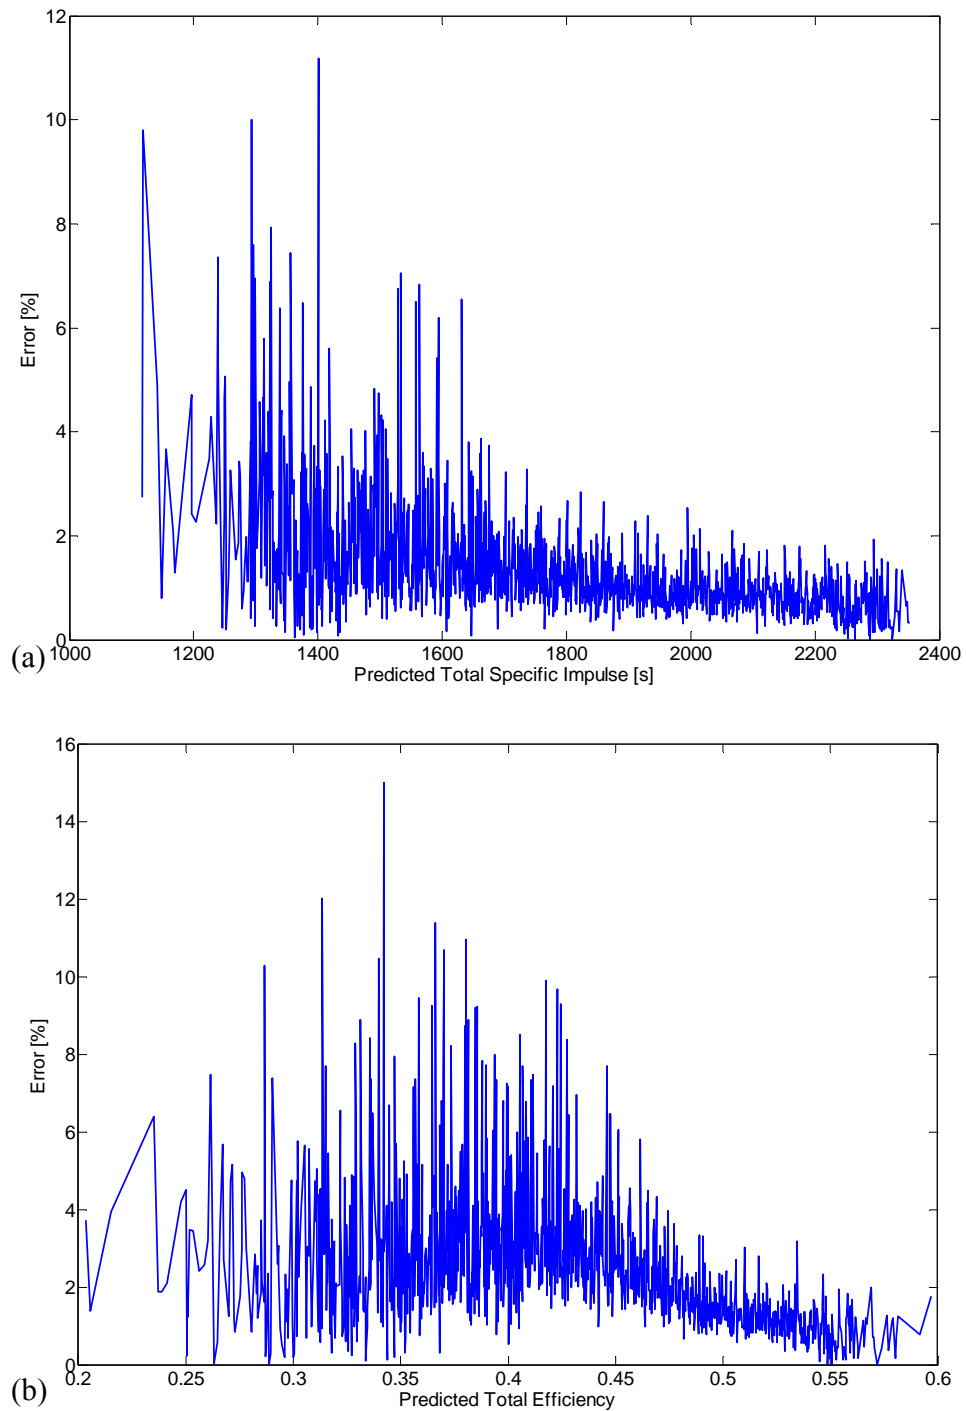 12
10
8
6
4
2
0
Error [%]
1000 1200 1400 1600 1800 2000 2200 2400
Predicted Total Specific Impulse [s]
(a)
16
14
12
10
8
6
4
2
0
Error [%]
0.2 0.25 0.3 0.35 0.4 0.45 0.5 0.55 0.6
Predicted Total Efficiency
(b)